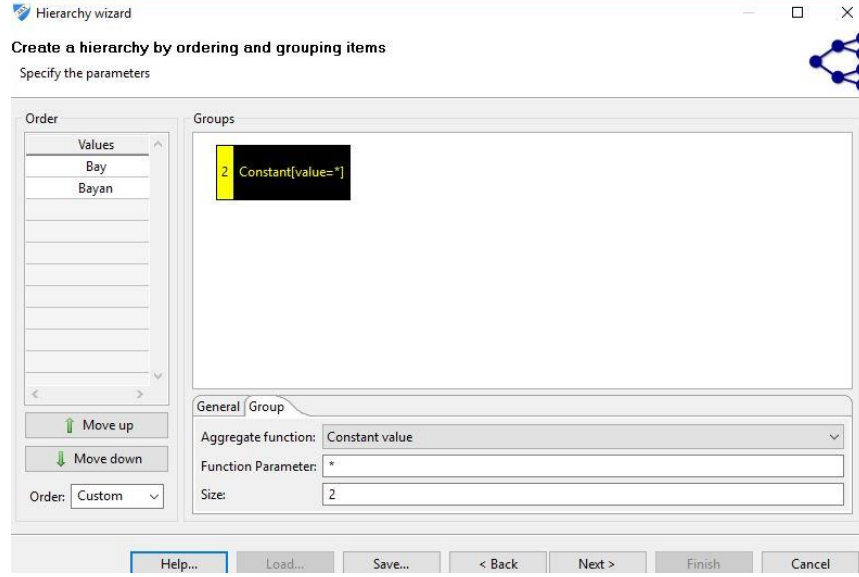 Hierarchy wizard
Create a hierarchy by ordering and grouping items
Specify the parameters
Order
Values
Bay
Bayan
Move up
Move down
Order: Custom
Groups
2 Constant[value=*]
General Group
Aggregate function: Constant value
Function Parameter: *
Size: 2
Help... Load... Save... < Back Next > Finish Cancel